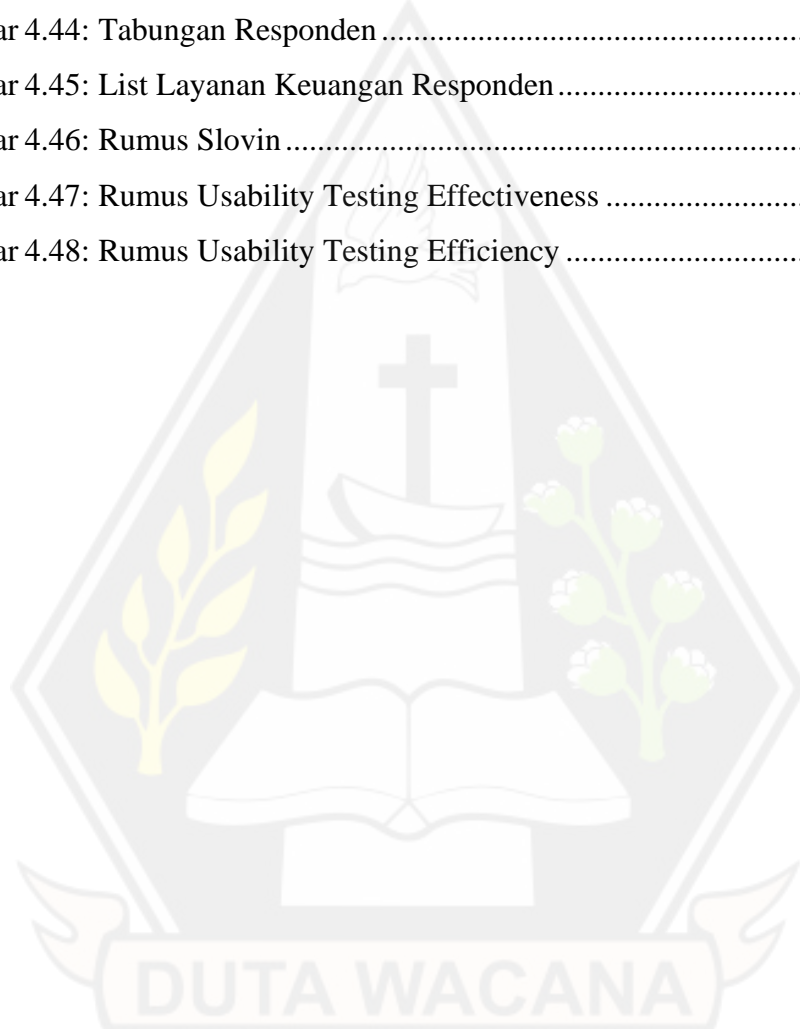 ar 4.44: Tabungan Responden ....................................................
ar 4.45: List Layanan Keuangan Responden ..............................
ar 4.46: Rumus Slovin ................................................................
ar 4.47: Rumus Usability Testing Effectiveness ........................
ar 4.48: Rumus Usability Testing Efficiency .............................
DUTA WACANA